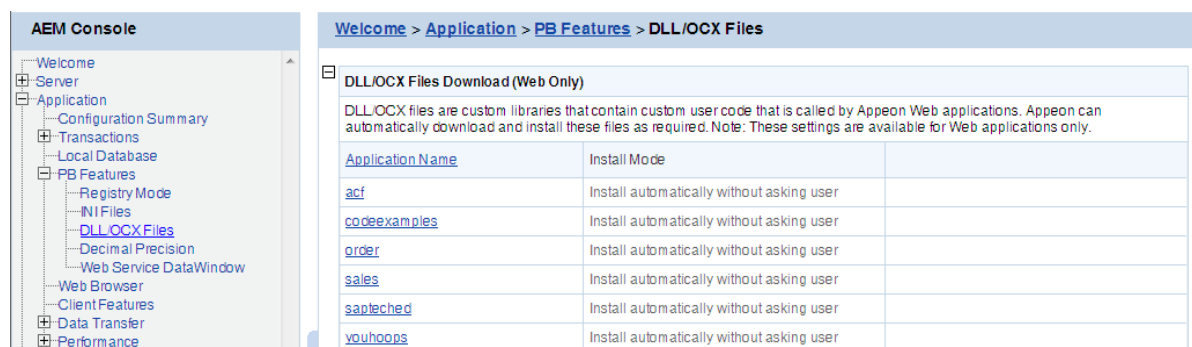 AEM Console
Welcome
Server
Application
Configuration Summary
Transactions
Local Database
PB Features
Registry Mode
INI Files
DLL/OCX Files
Decimal Precision
Web Service DataWindow
Web Browser
Client Features
Data Transfer
Performance
Welcome > Application > PB Features > DLL/OCX Files
DLL/OCX Files Download (Web Only)
DLL/OCX files are custom libraries that contain custom user code that is called by Appeon Web applications. Appeon can
automatically download and install these files as required. Note: These settings are available for Web applications only.
Application Name Install Mode
acf Install automatically without asking user
codeexamples Install automatically without asking user
order Install automatically without asking user
sales Install automatically without asking user
sapteched Install automatically without asking user
youhoops Install automatically without asking user